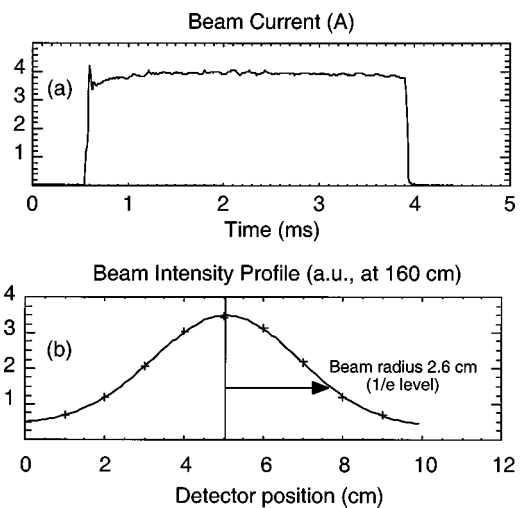 Beam Current (A)
4
3
2
1
(a)
0 1 2 3 4 5
Time (ms)
Beam Intensity Profile (a.u., at 160 cm)
4
3
2
1
(b)
Beam radius 2.6 cm
(1/e level)
0 2 4 6 8 10 12
Detector position (cm)